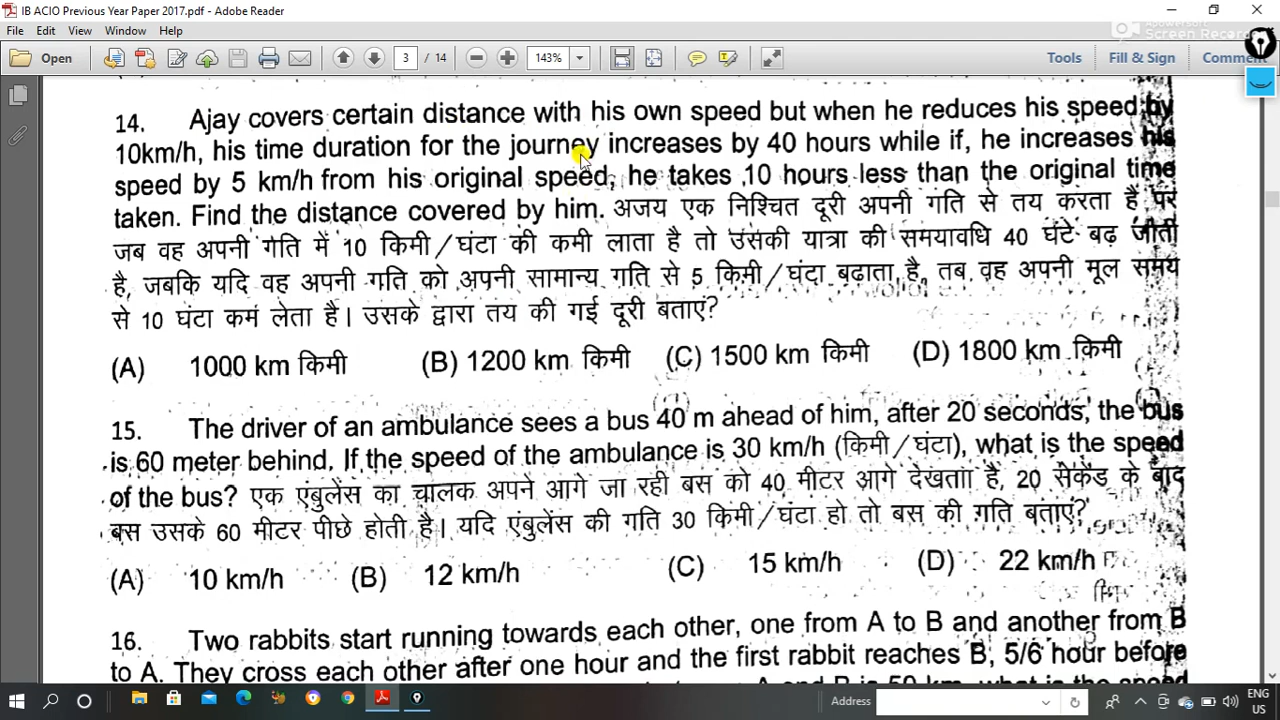 IB ACIO Previous Year Paper 2017.pdf - Adobe Reader
File Edit View Window Help
Open 3 / 14 143% Tools Fill & Sign Comment
14. Ajay covers certain distance with his own speed but when he reduces his speed by
10km/h, his time duration for the journey increases by 40 hours while if, he increases his
speed by 5 km/h from his original speed, he takes 10 hours less than the original time
taken. Find the distance covered by him. अजय एक निश्चित दूरी अपनी गति से तय करता है पर
जब वह अपनी गति में 10 किमी/घंटा की कमी लाता है तो उसकी यात्रा की समयावधि 40 घंटे बढ़ जाती
है, जबकि यदि वह अपनी गति को अपनी सामान्य गति से 5 किमी/घंटा बढ़ाता है, तब वह अपनी मूल समय
से 10 घंटा कम लेता है। उसके द्वारा तय की गई दूरी बताएं?
(A) 1000 km किमी (B) 1200 km किमी (C) 1500 km किमी (D) 1800 km किमी
15. The driver of an ambulance sees a bus 40 m ahead of him, after 20 seconds, the bus
is 60 meter behind. If the speed of the ambulance is 30 km/h (किमी/घंटा), what is the speed
of the bus? एक एंबुलेंस का चालक अपने आगे जा रही बस को 40 मीटर आगे देखताा है, 20 सेकेंड के बाद
बस उसके 60 मीटर पीछे होती है। यदि एंबुलेंस की गति 30 किमी/घंटा हो तो बस की गति बताएं?
(A) 10 km/h (B) 12 km/h (C) 15 km/h (D) 22 km/h
16. Two rabbits start running towards each other, one from A to B and another from B
to A. They cross each other after one hour and the first rabbit reaches B, 5/6 hour before
A and B is 50 km, what is the speed
Address ENG
US